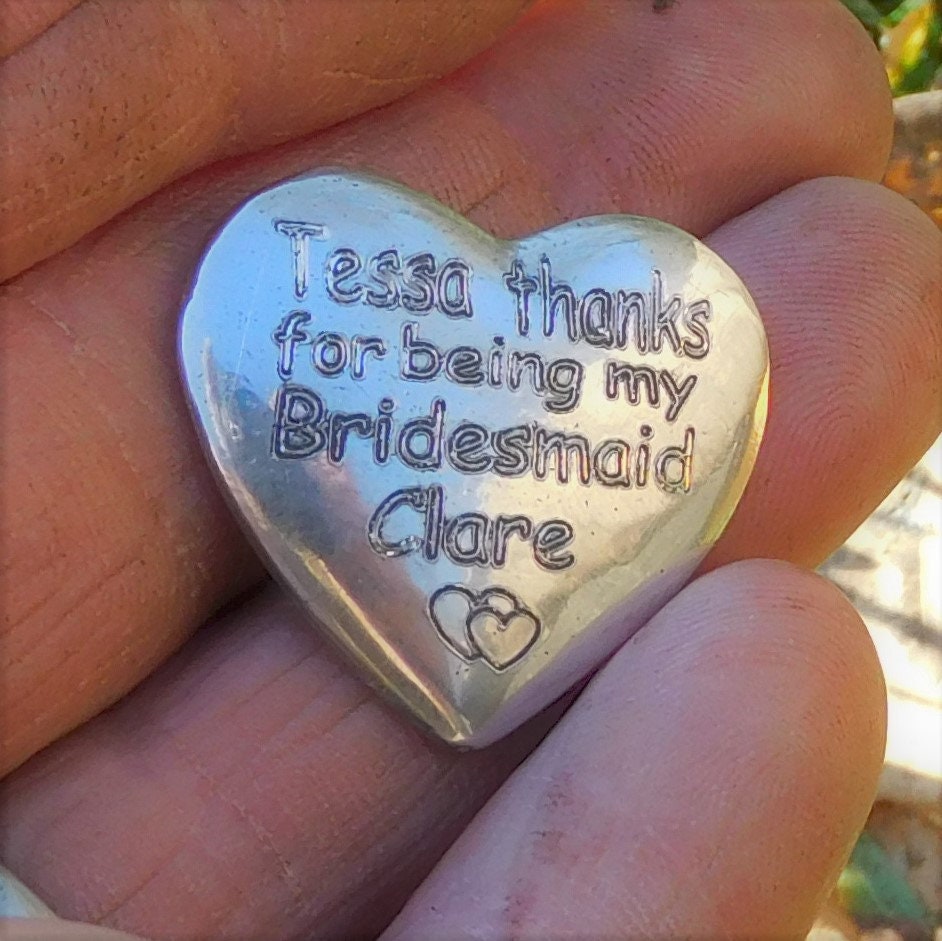 Tessa thanks
for being my
Bridesmaid
Clare